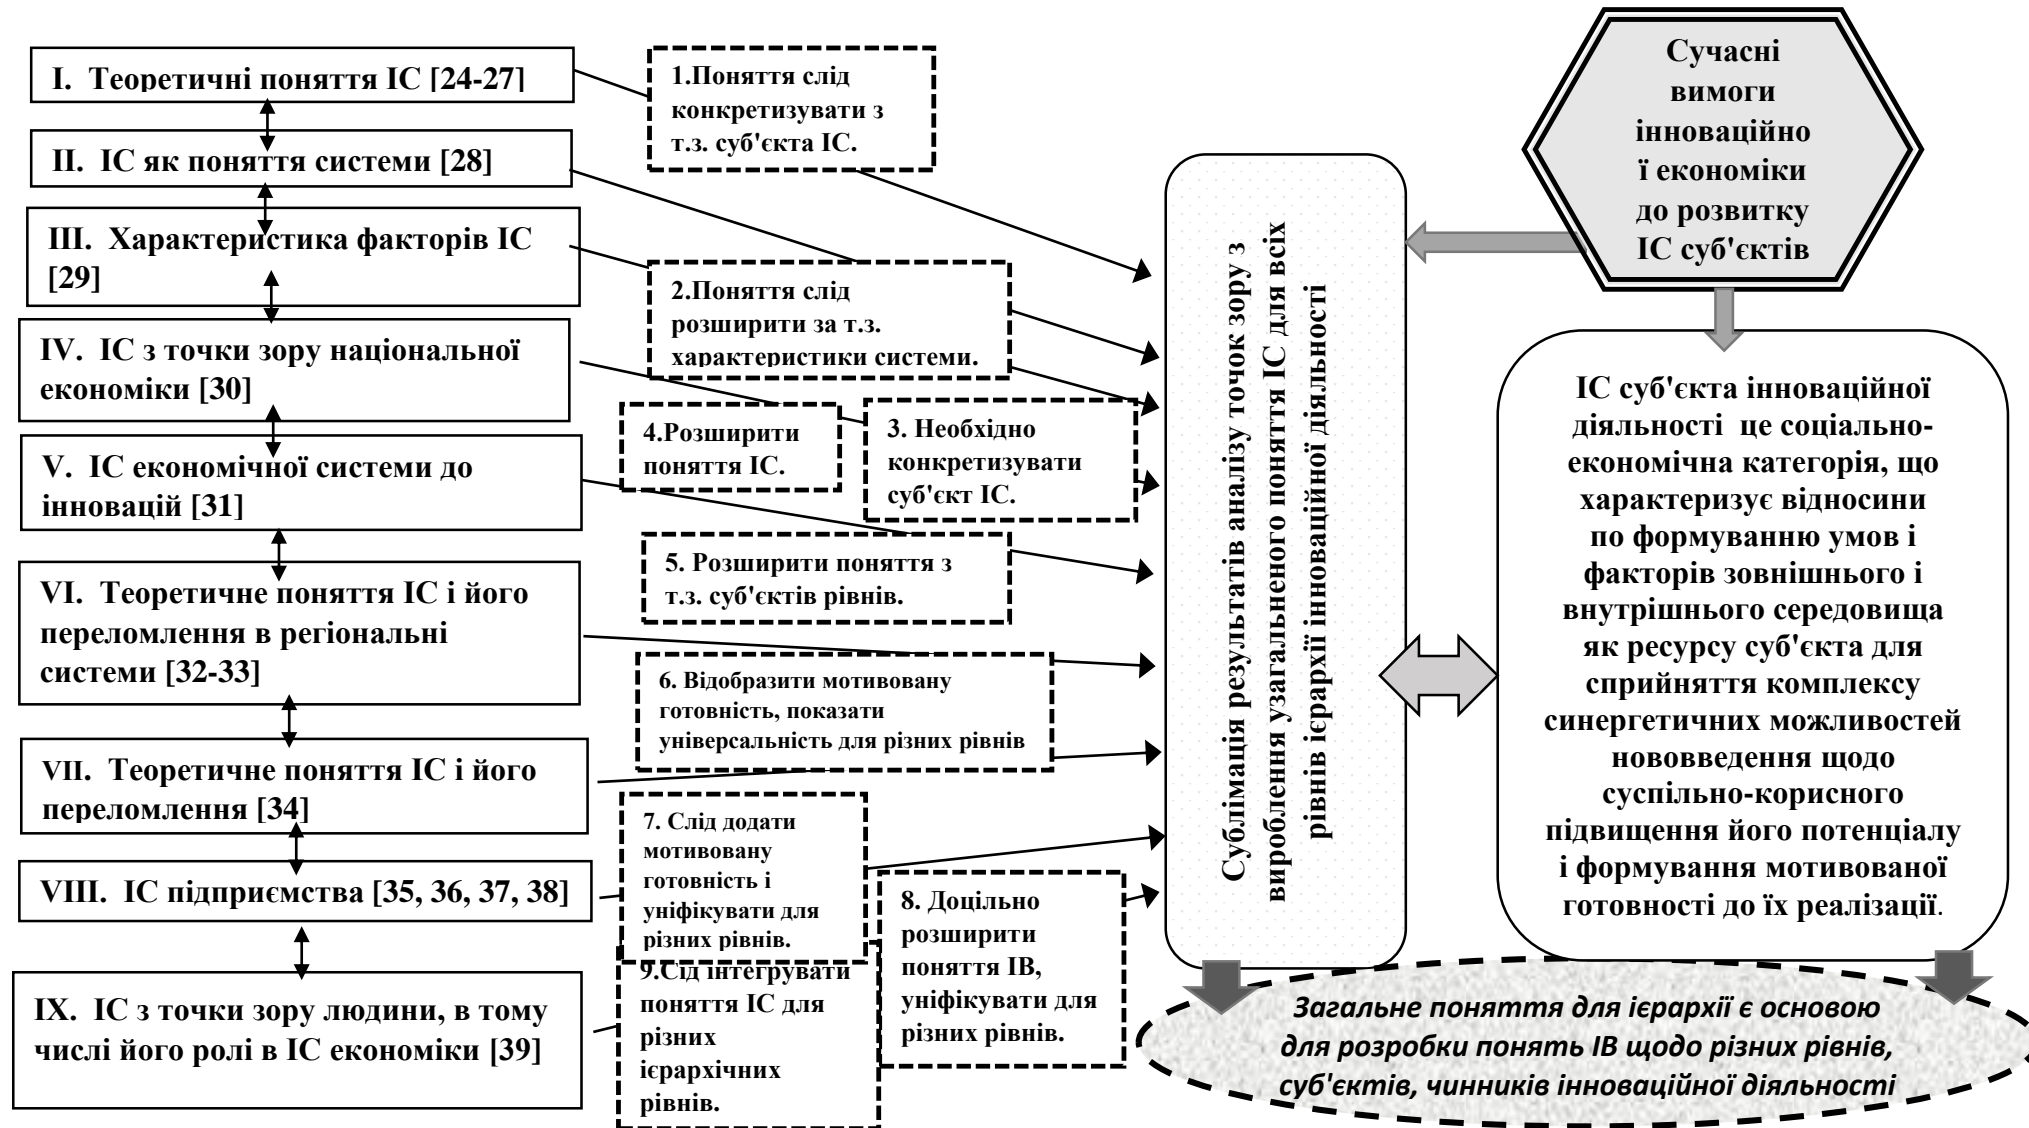 І. Теоретичні поняття ІС [24-27]
ІІ. ІС як поняття системи [28]
ІІІ. Характеристика факторів ІС
[29]
IV. ІС з точки зору національної
економіки [30]
V. ІС економічної системи до
інновацій [31]
VI. Теоретичне поняття ІС і його
переломлення в регіональні
системи [32-33]
VII. Теоретичне поняття ІС і його
переломлення [34]
VIII. ІС підприємства [35, 36, 37, 38]
IX. ІС з точки зору людини, в тому
числі його ролі в ІС економіки [39]
1.Поняття слід
конкретизувати з
т.з. суб'єкта ІС.
2.Поняття слід
розширити за т.з.
характеристики системи.
4.Розширити
поняття ІС.
3. Необхідно
конкретизувати
суб'єкт ІС.
5. Розширити поняття з
т.з. суб'єктів рівнів.
6. Відобразити мотивовану
готовність, показати
універсальність для різних рівнів
7. Слід додати
мотивовану
готовність і
уніфікувати для
різних рівнів.
8. Доцільно
розширити
поняття ІВ,
уніфікувати для
різних рівнів.
9.Сід інтегрувати
поняття ІС для
різних
ієрархічних
рівнів.
Сублімація результатів аналізу точок зору з
вироблення узагальненого поняття ІС для всіх
рівнів ієрархії інноваційної діяльності
Сучасні
вимоги
інноваційно
ї економіки
до розвитку
ІС суб'єктів
ІС суб'єкта інноваційної
діяльності це соціально-
економічна категорія, що
характеризує відносини
по формуванню умов і
факторів зовнішнього і
внутрішнього середовища
як ресурсу суб'єкта для
сприйняття комплексу
синергетичних можливостей
нововведення щодо
суспільно-корисного
підвищення його потенціалу
і формування мотивованої
готовності до їх реалізації.
Загальне поняття для ієрархії є основою
для розробки понять ІВ щодо різних рівнів,
суб'єктів, чинників інноваційної діяльності